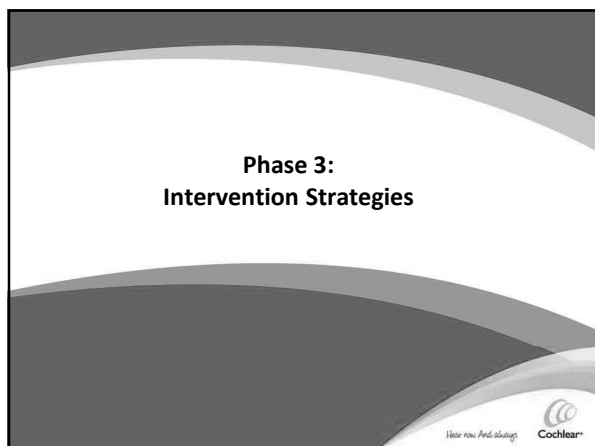 Phase 3:
Intervention Strategies
Hear now. And always
Cochlear®